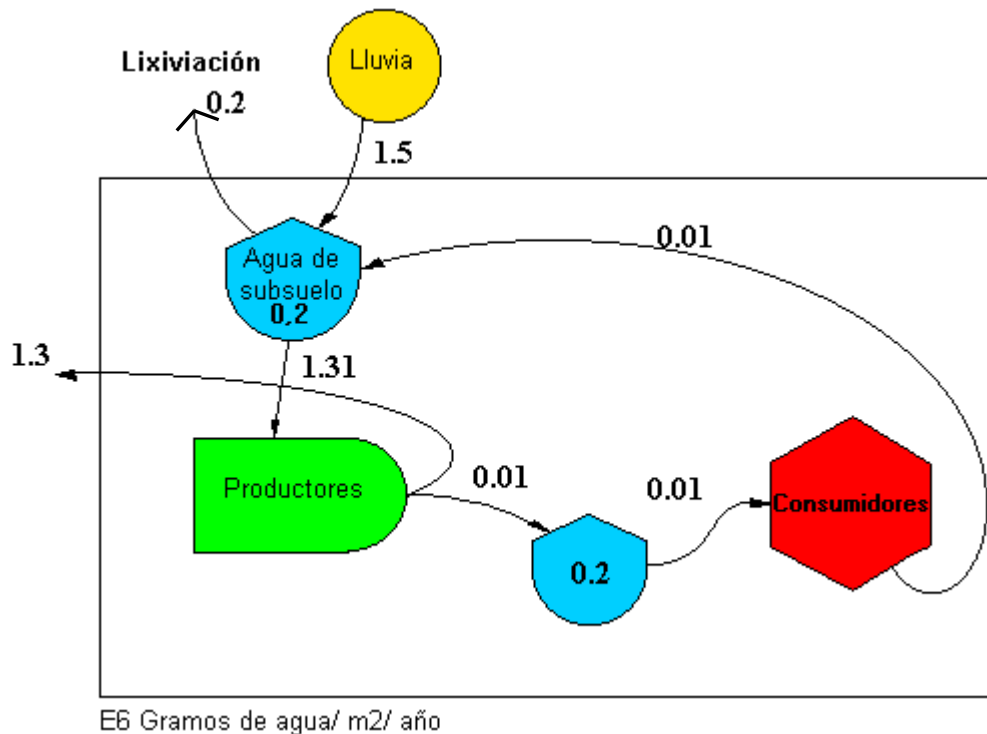 Lluvia
Lixiviación
0.2
1.5
0.01
Agua de
subsuelo
0,2
1.3
1.31
Productores
0.01
0.01
Consumidores
0.2
E6 Gramos de agua/ m2/ año